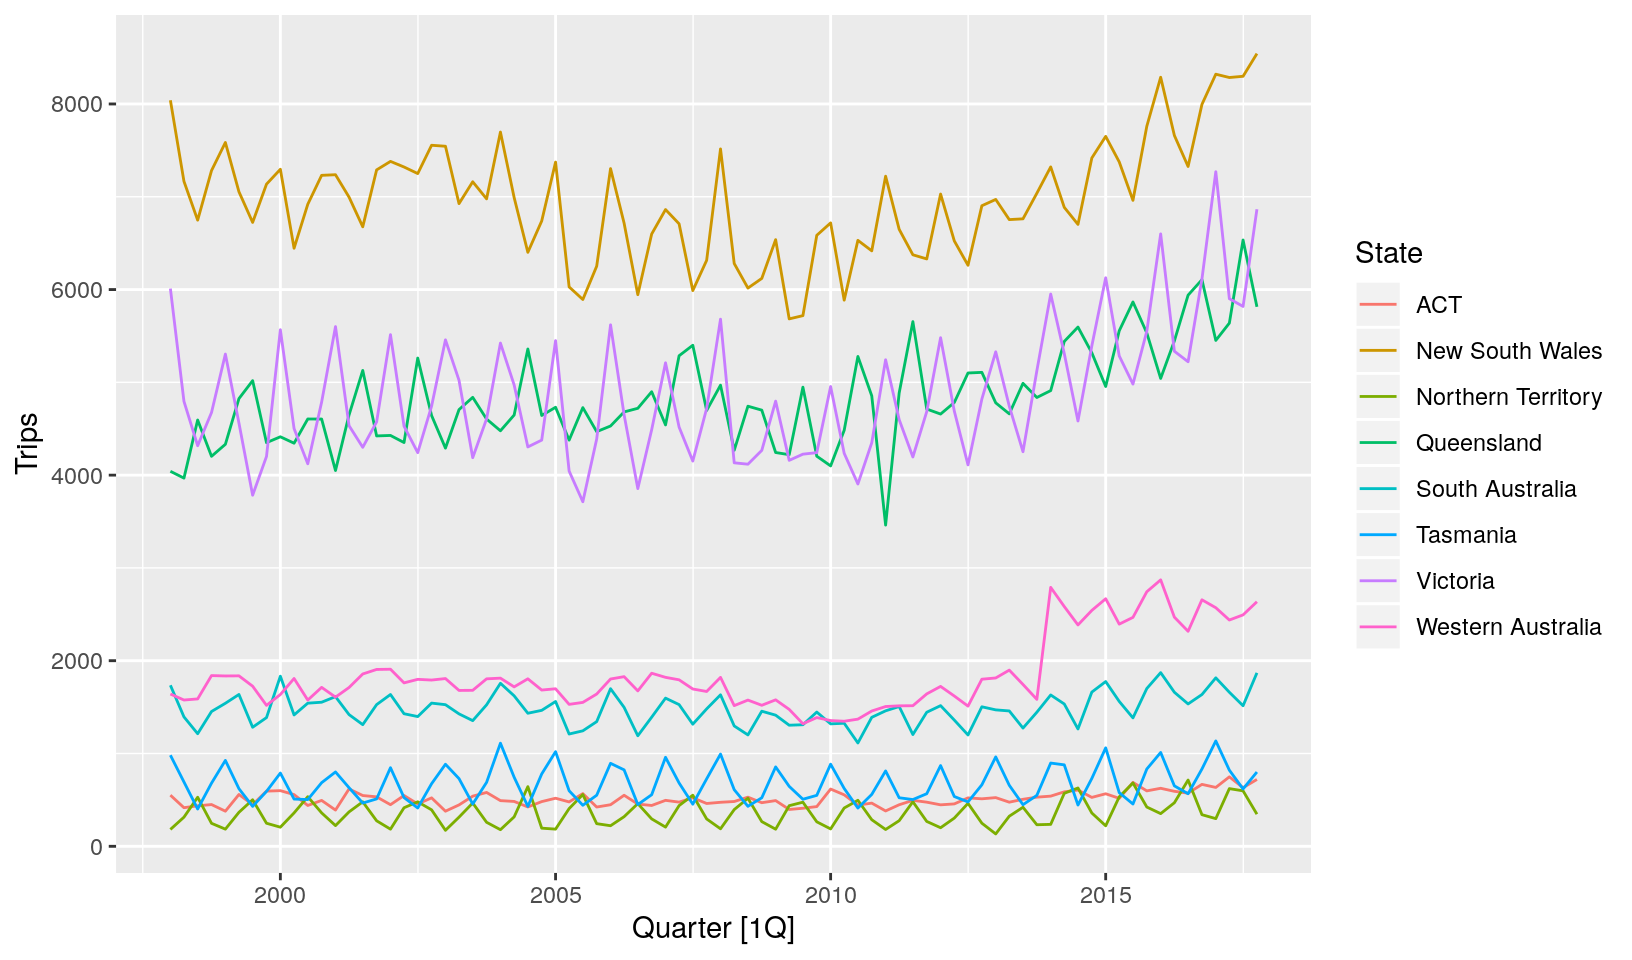 8000
6000
4000
2000
0
Trips
2000
2005
2010
2015
Quarter [1Q]
State
ACT
New South Wales
Northern Territory
Queensland
South Australia
Tasmania
Victoria
Western Australia